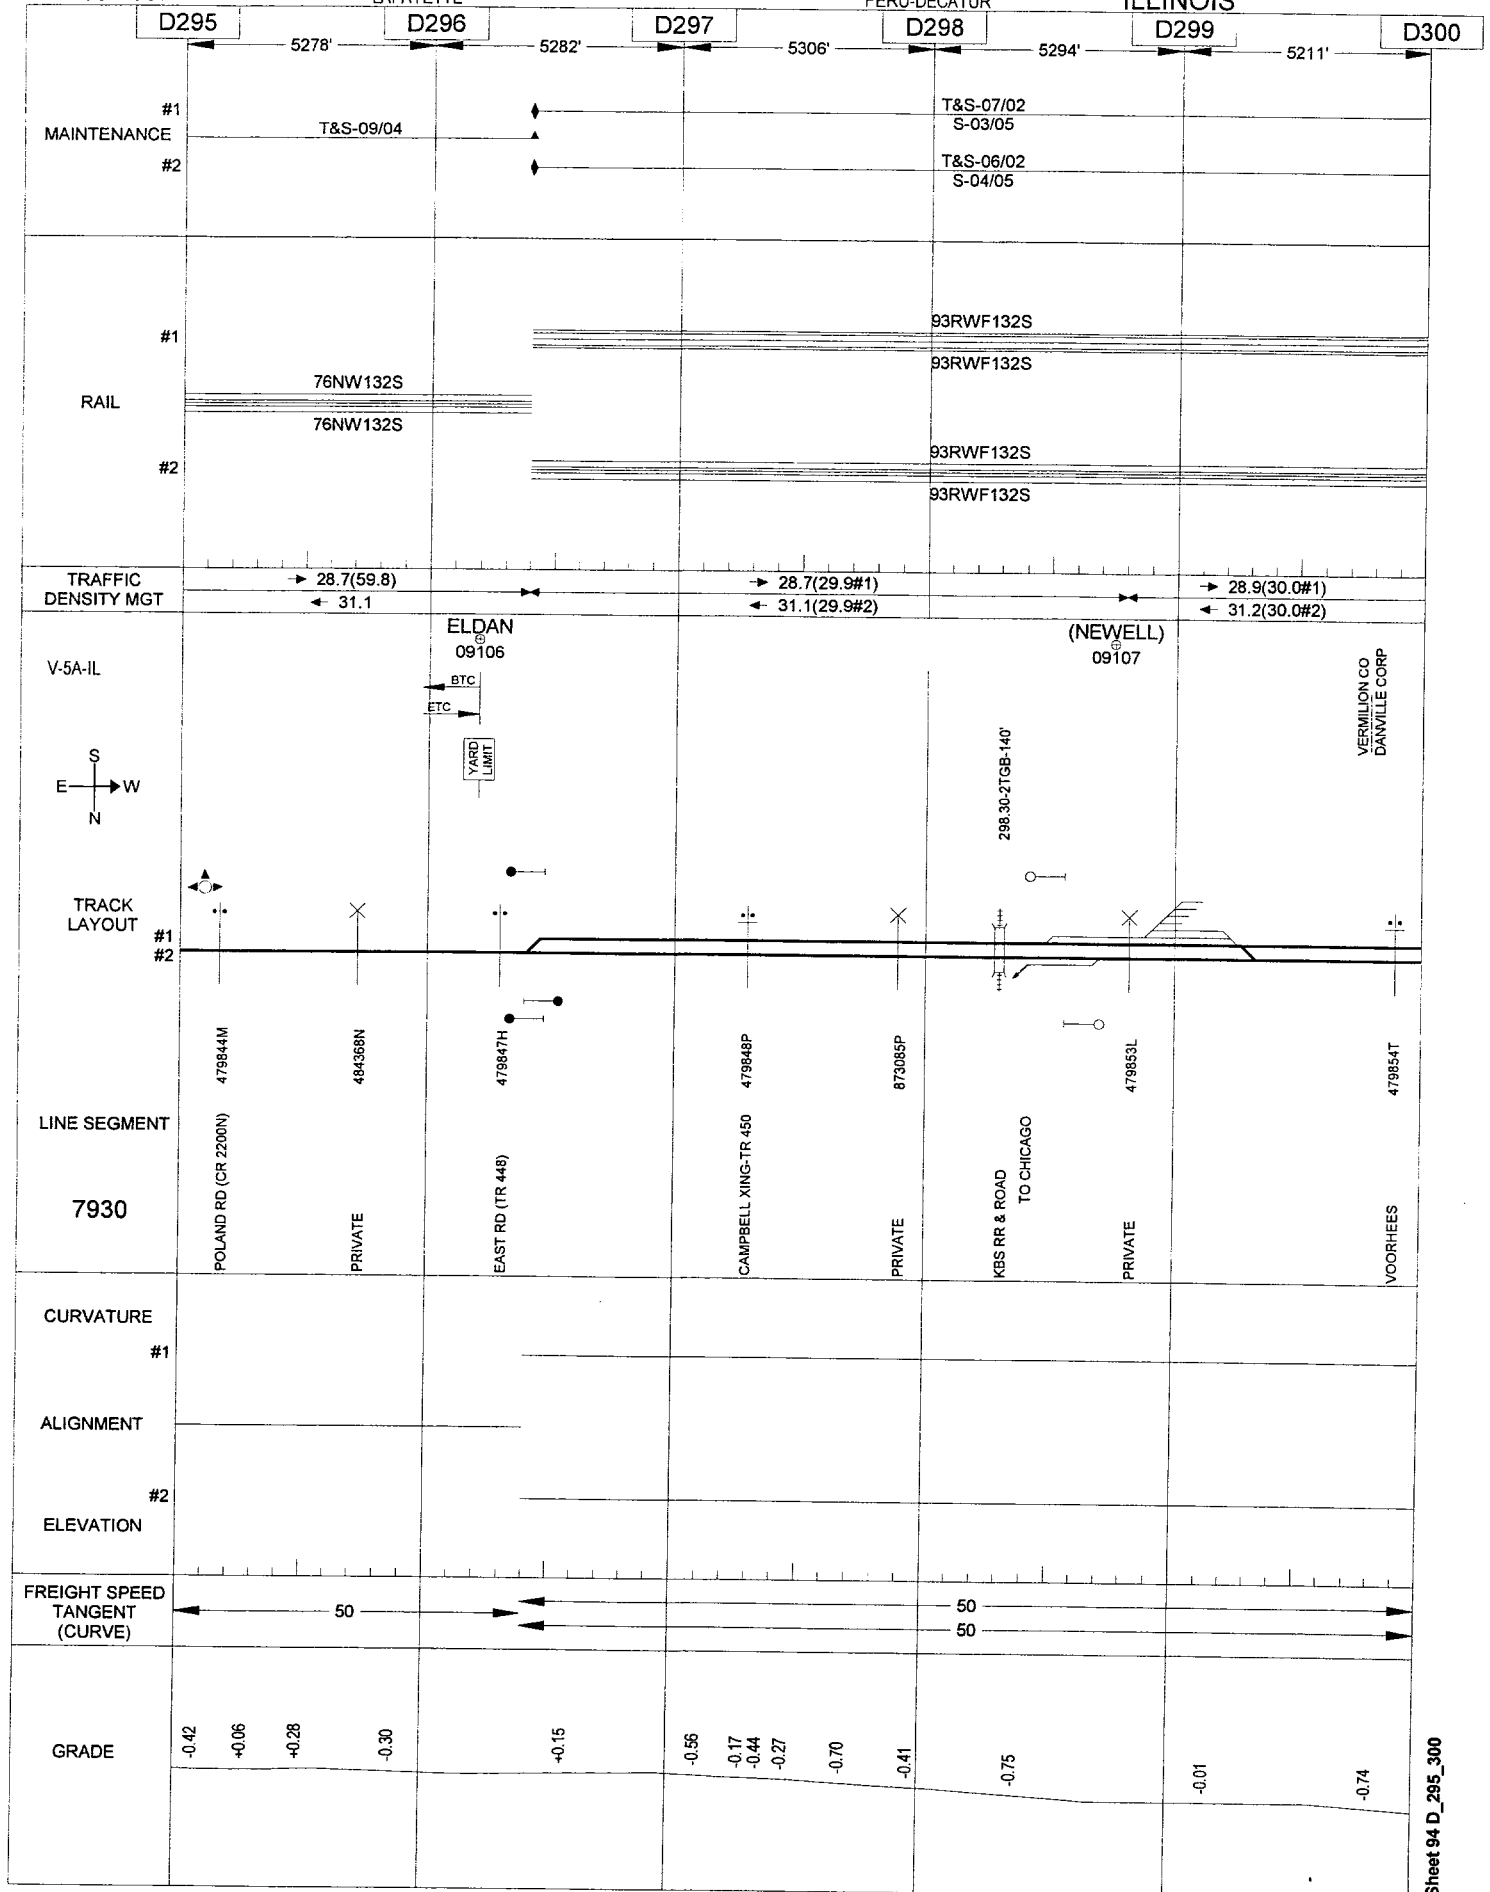 LAFAYETTE
PERU-DECATUR
ILLINOIS
D295 D296 D297 D298 D299 D300
5278' 5282' 5306' 5294' 5211'
#1
T&S-07/02
S-03/05
MAINTENANCE
T&S-09/04
#2
T&S-06/02
S-04/05
#1
93RWF132S
93RWF132S
RAIL
76NW132S
76NW132S
#2
93RWF132S
93RWF132S
TRAFFIC
DENSITY MGT
28.7(59.8) 28.7(29.9#1) 28.9(30.0#1)
31.1 31.1(29.9#2) 31.2(30.0#2)
ELDAN
09106
(NEWELL)
09107
V-5A-IL
BTC
ETC
YARD
LIMIT
298.30-2TGB-140'
VERMILION CO
DANVILLE CORP
S
E W
N
TRACK
LAYOUT
#1
#2
479844M
484368N
479847H
479848P
873085P
479853L
479854T
LINE SEGMENT
7930
POLAND RD (CR 2200N)
PRIVATE
EAST RD (TR 448)
CAMPBELL XING-TR 450
PRIVATE
KBS RR & ROAD
TO CHICAGO
PRIVATE
VOORHEES
CURVATURE
#1
ALIGNMENT
#2
ELEVATION
FREIGHT SPEED
TANGENT
(CURVE)
50
50
50
GRADE
-0.42
+0.06
+0.28
-0.30
+0.15
-0.56
-0.17
-0.44
-0.27
-0.70
-0.41
-0.75
-0.01
-0.74
Sheet 94 D_295_300